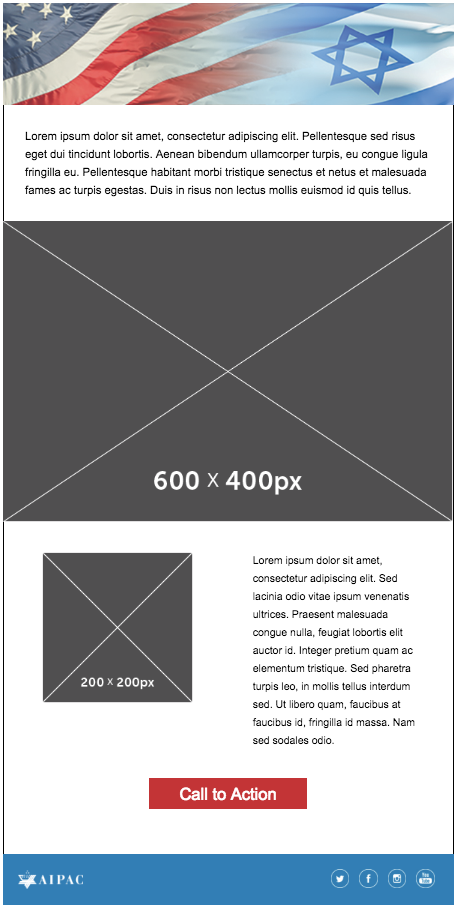 Lorem ipsum dolor sit amet, consectetur adipiscing elit. Pellentesque sed risus
eget dui tincidunt lobortis. Aenean bibendum ullamcorper turpis, eu congue ligula
fringilla eu. Pellentesque habitant morbi tristique senectus et netus et malesuada
fames ac turpis egestas. Duis in risus non lectus mollis euismod id quis tellus.
600 X 400px
200 X 200px
Lorem ipsum dolor sit amet,
consectetur adipiscing elit. Sed
lacinia odio vitae ipsum venenatis
ultrices. Praesent malesuada
congue nulla, feugiat lobortis elit
auctor id. Integer pretium quam ac
elementum tristique. Sed pharetra
turpis leo, in mollis tellus interdum
sed. Ut libero quam, faucibus at
faucibus id, fringilla id massa. Nam
sed sodales odio.
Call to Action
AIPAC
You
Tube